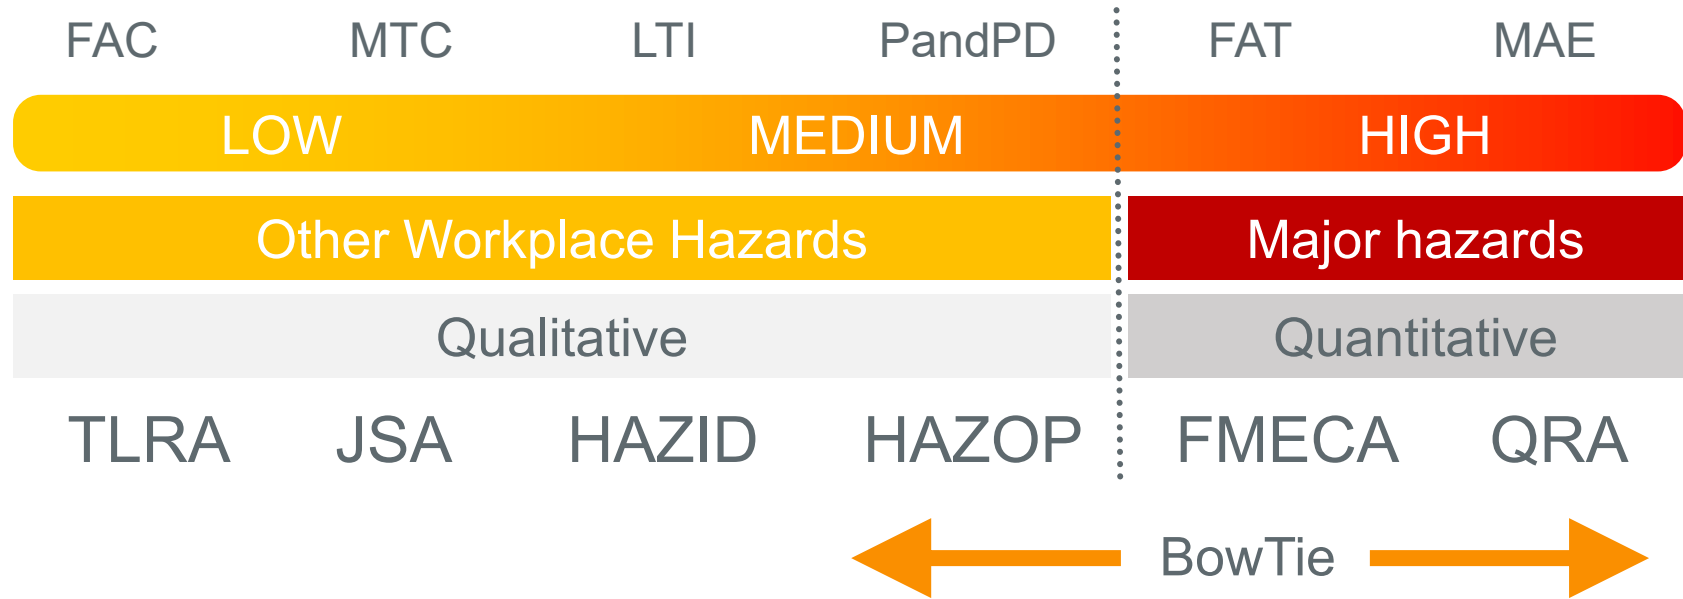 FAC MTC LTI PandPD FAT MAE
LOW MEDIUM HIGH
Other Workplace Hazards Major hazards
Qualitative Quantitative
TLRA JSA HAZID HAZOP FMECA QRA
BowTie